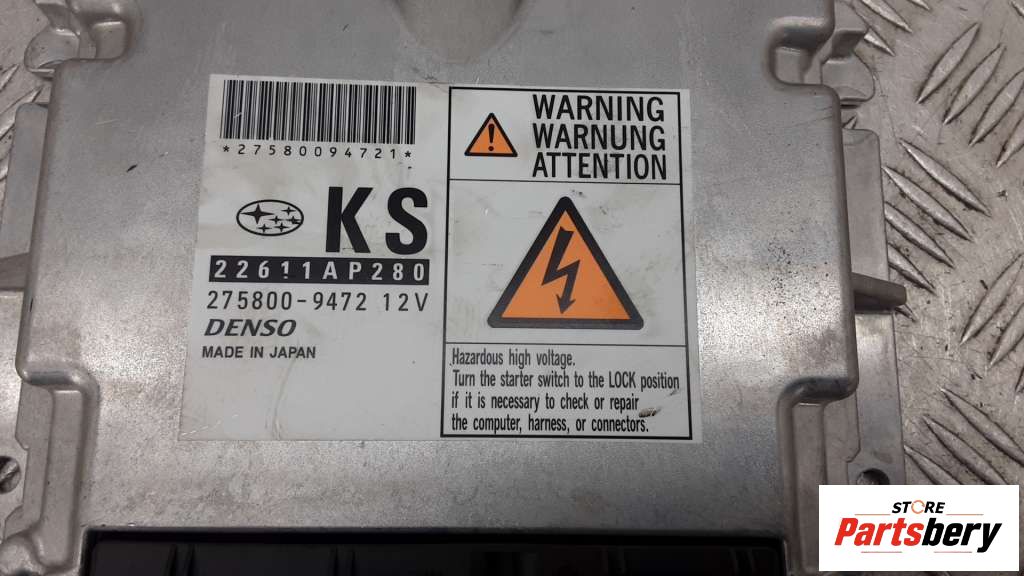 *27580094721*
KS
22611AP280
275800-9472 12V
DENSO
MADE IN JAPAN
WARNING
WARNUNG
ATTENTION
Hazardous high voltage.
Turn the starter switch to the LOCK position
if it is necessary to check or repair
the computer, harness, or connectors.
STORE
Partsbery